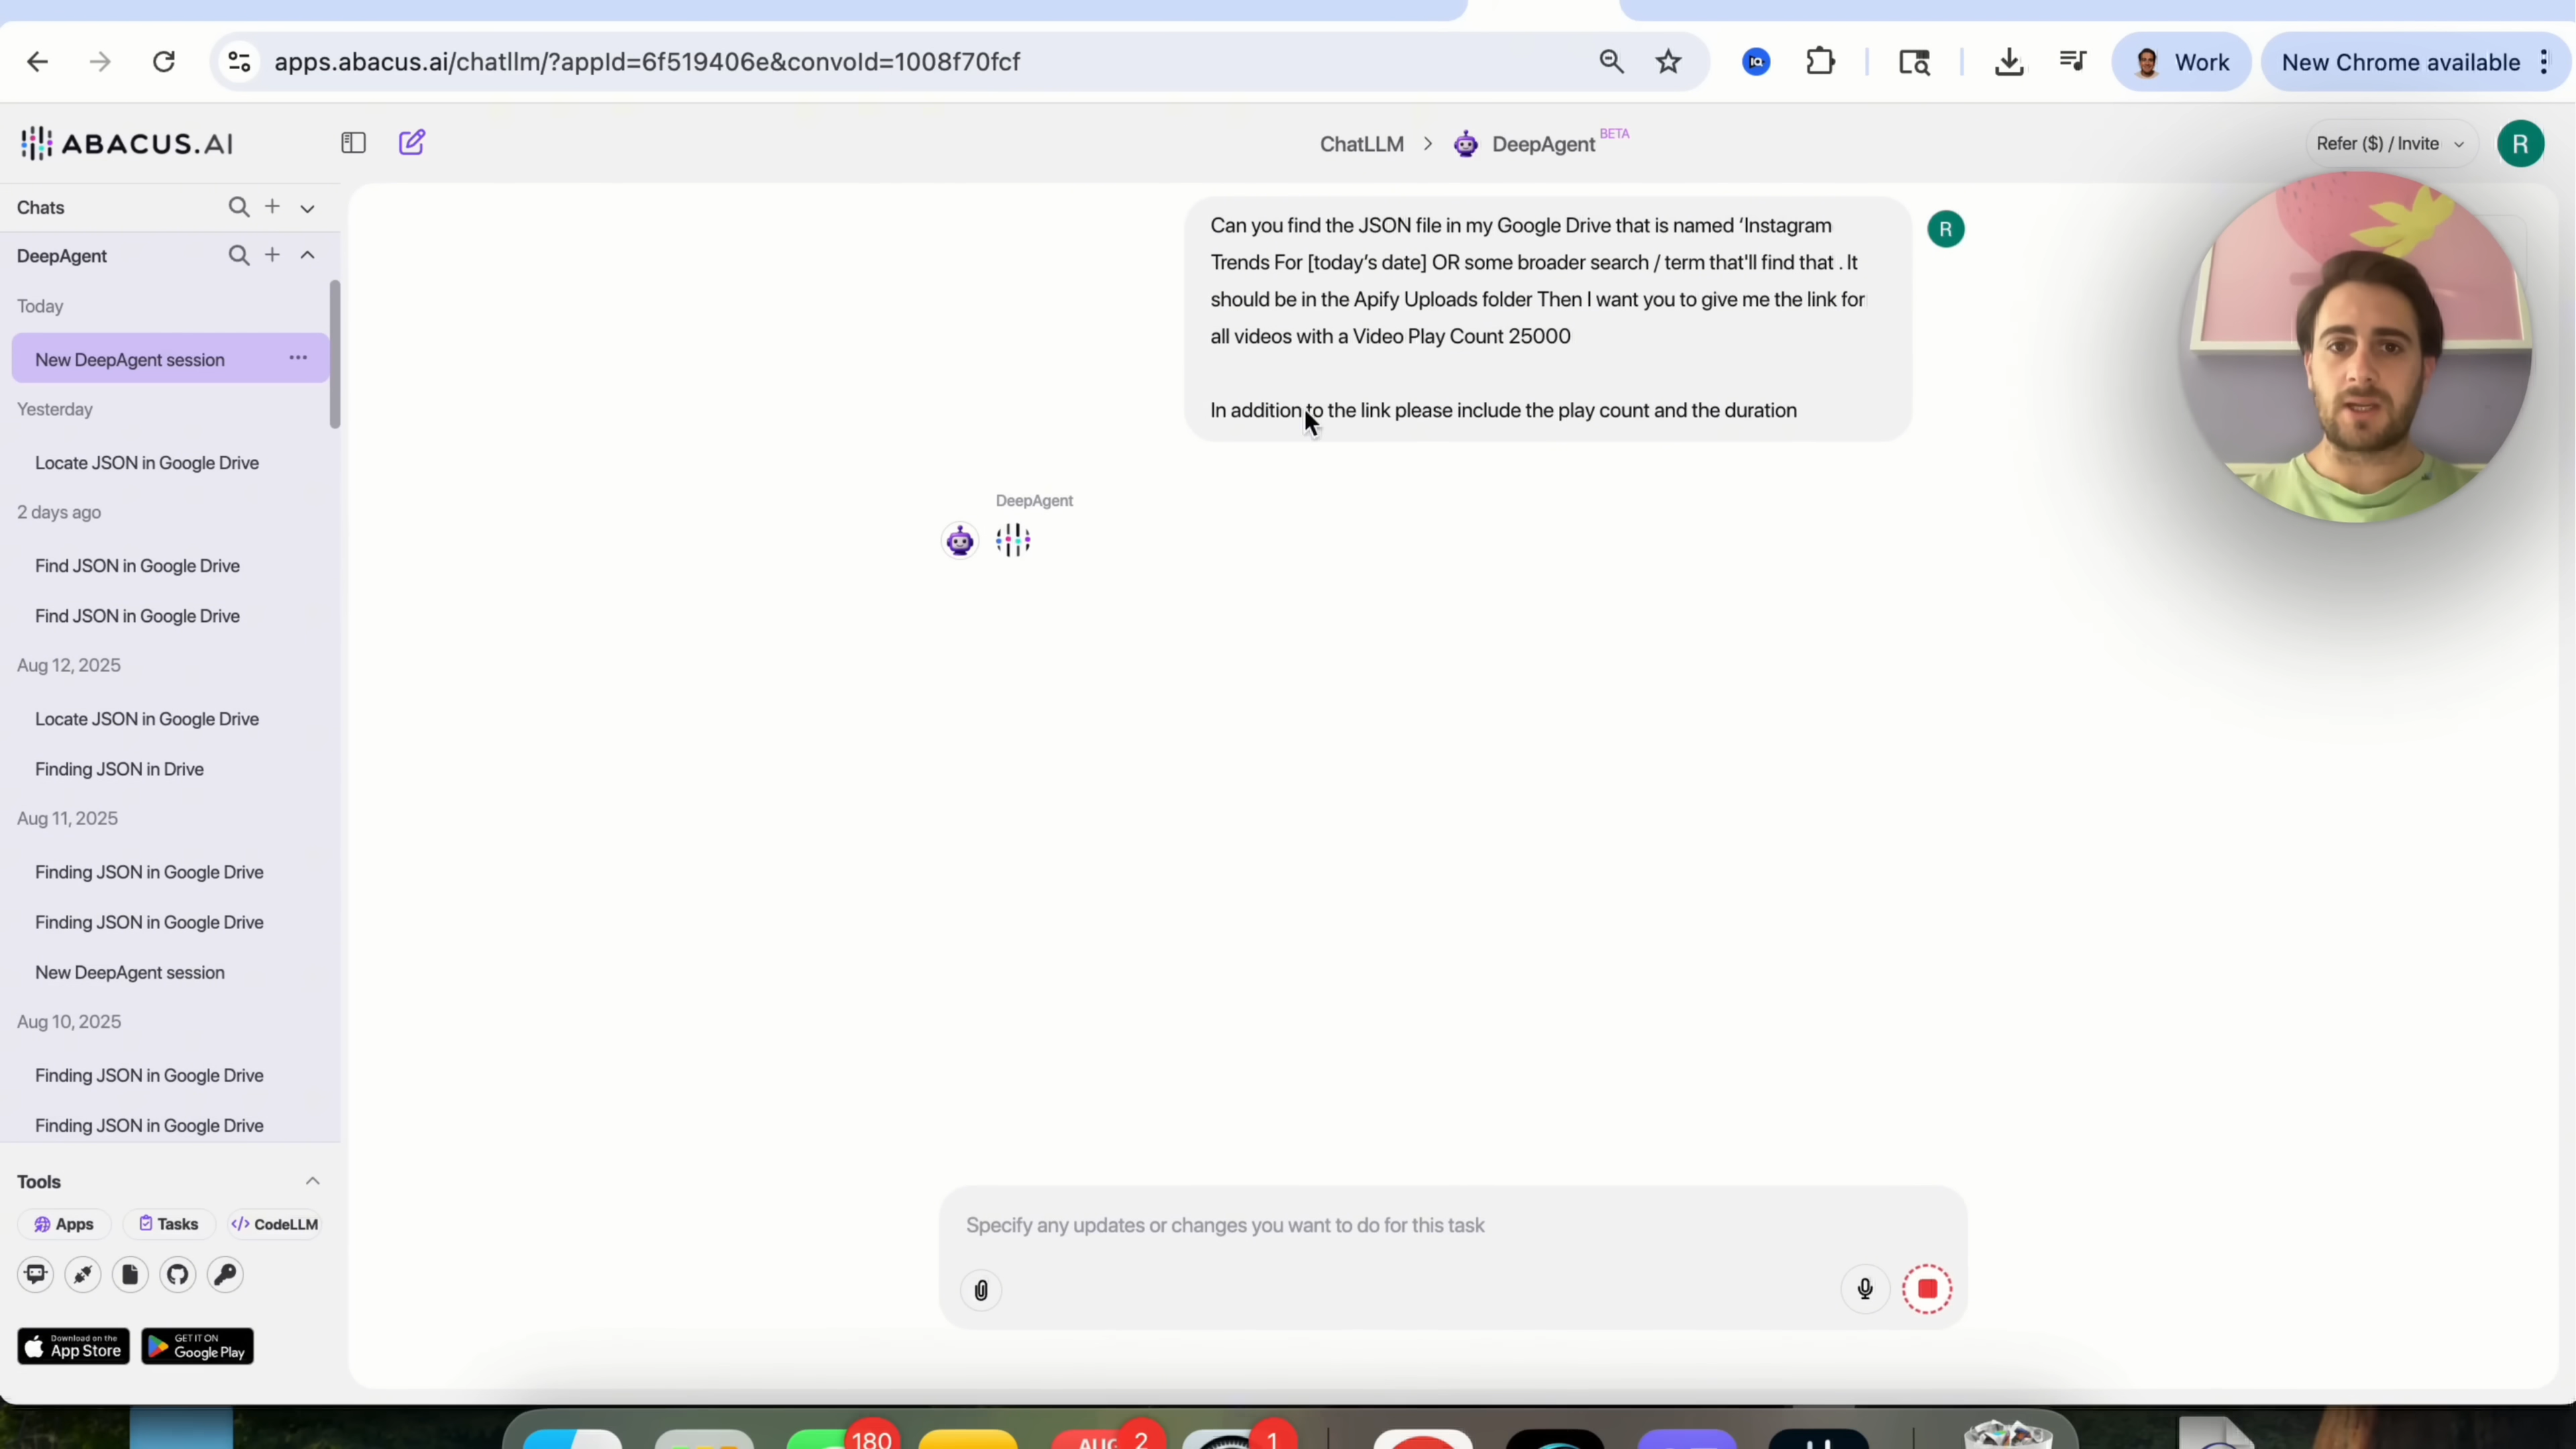 apps.abacus.ai/chatllm/?appId=6f519406e&convoId=1008f70fcf
Work
New Chrome available
ABACUS.AI
ChatLLM > DeepAgent BETA
Refer ($) / Invite
R
Chats
DeepAgent
Today
New DeepAgent session
Yesterday
Locate JSON in Google Drive
2 days ago
Find JSON in Google Drive
Find JSON in Google Drive
Aug 12, 2025
Locate JSON in Google Drive
Finding JSON in Drive
Aug 11, 2025
Finding JSON in Google Drive
Finding JSON in Google Drive
New DeepAgent session
Aug 10, 2025
Finding JSON in Google Drive
Finding JSON in Google Drive
Tools
Apps
Tasks
</> CodeLLM
Download on the
App Store
GET IT ON
Google Play
Can you find the JSON file in my Google Drive that is named ‘Instagram
Trends For [today’s date] OR some broader search / term that'll find that . It
should be in the Apify Uploads folder Then I want you to give me the link for
all videos with a Video Play Count 25000
In addition to the link please include the play count and the duration
R
DeepAgent
Specify any updates or changes you want to do for this task
180
AUG
2
1